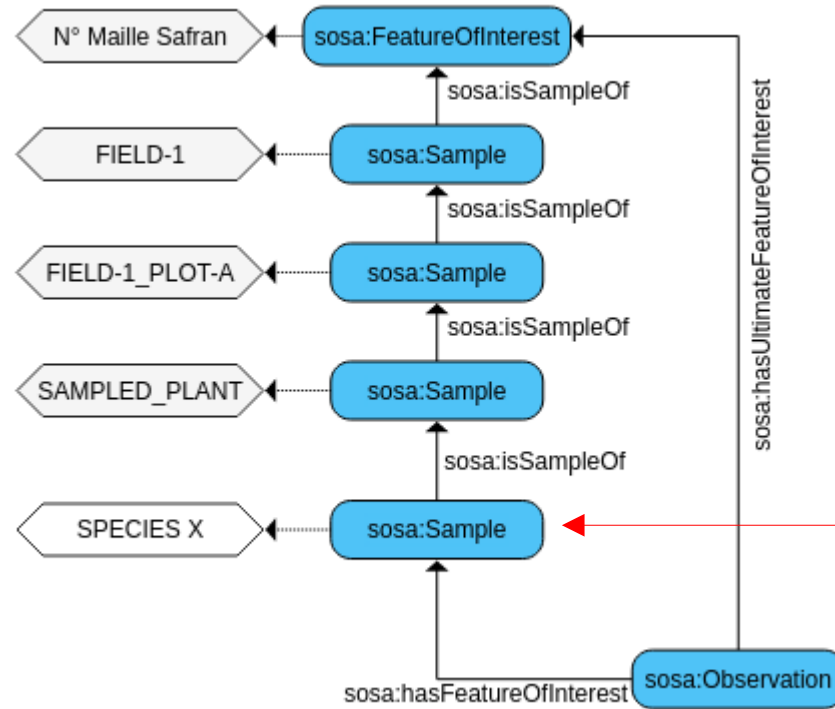 N° Maille Safran
sosa:FeatureOfInterest
sosa:isSampleOf
FIELD-1
sosa:Sample
sosa:isSampleOf
FIELD-1_PLOT-A
sosa:Sample
sosa:isSampleOf
SAMPLED_PLANT
sosa:Sample
sosa:isSampleOf
SPECIES X
sosa:Sample
sosa:hasUltimateFeatureOfInterest
sosa:Observation
sosa:hasFeatureOfInterest